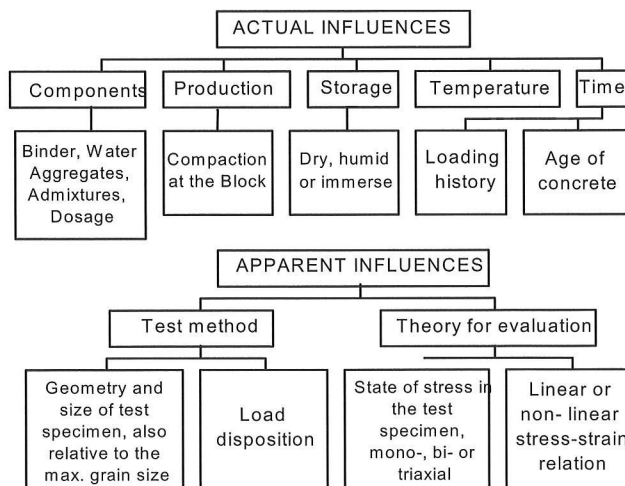 ACTUAL INFLUENCES
Components
Production
Storage
Temperature
Time
Binder, Water
Aggregates,
Admixtures,
Dosage
Compaction
at the Block
Dry, humid
or immerse
Loading
history
Age of
concrete
APPARENT INFLUENCES
Test method
Theory for evaluation
Geometry and
size of test
specimen, also
relative to the
max. grain size
Load
disposition
State of stress in
the test
specimen,
mono-, bi- or
triaxial
Linear or
non- linear
stress-strain
relation